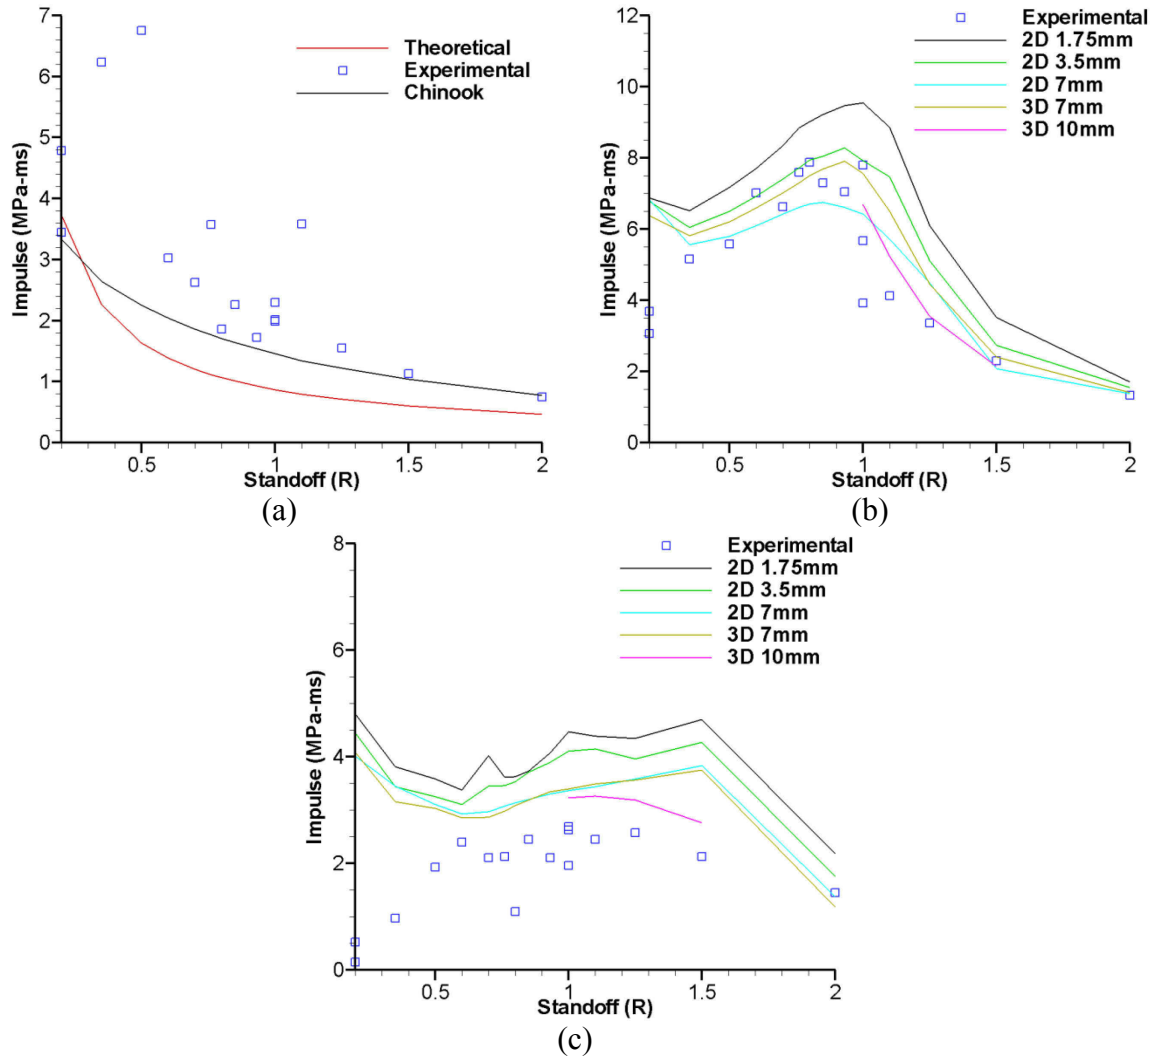 7
6
5
4
3
2
1
0
Impulse (MPa-ms)
0.5
1
1.5
2
Standoff (R)
Theoretical
Experimental
Chinook
(a)
12
10
8
6
4
2
0
Impulse (MPa-ms)
0.5
1
1.5
2
Standoff (R)
Experimental
2D 1.75mm
2D 3.5mm
2D 7mm
3D 7mm
3D 10mm
(b)
8
6
4
2
0
Impulse (MPa-ms)
0.5
1
1.5
2
Standoff (R)
Experimental
2D 1.75mm
2D 3.5mm
2D 7mm
3D 7mm
3D 10mm
(c)